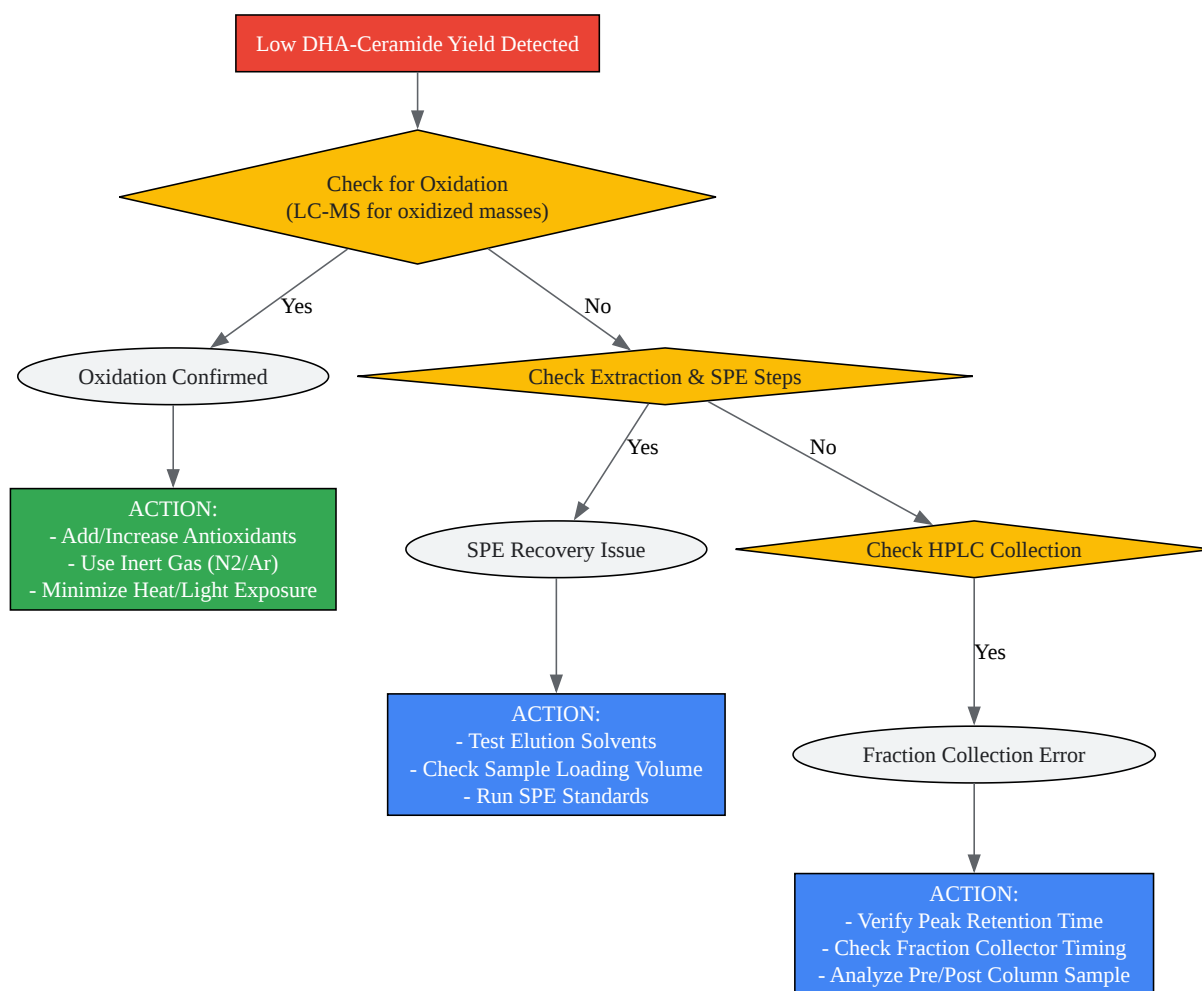 Low DHA-Ceramide Yield Detected
Check for Oxidation
(LC-MS for oxidized masses)
Yes
No
Oxidation Confirmed
Check Extraction & SPE Steps
ACTION:
- Add/Increase Antioxidants
- Use Inert Gas (N2/Ar)
- Minimize Heat/Light Exposure
Yes
No
SPE Recovery Issue
Check HPLC Collection
ACTION:
- Test Elution Solvents
- Check Sample Loading Volume
- Run SPE Standards
Yes
Fraction Collection Error
ACTION:
- Verify Peak Retention Time
- Check Fraction Collector Timing
- Analyze Pre/Post Column Sample